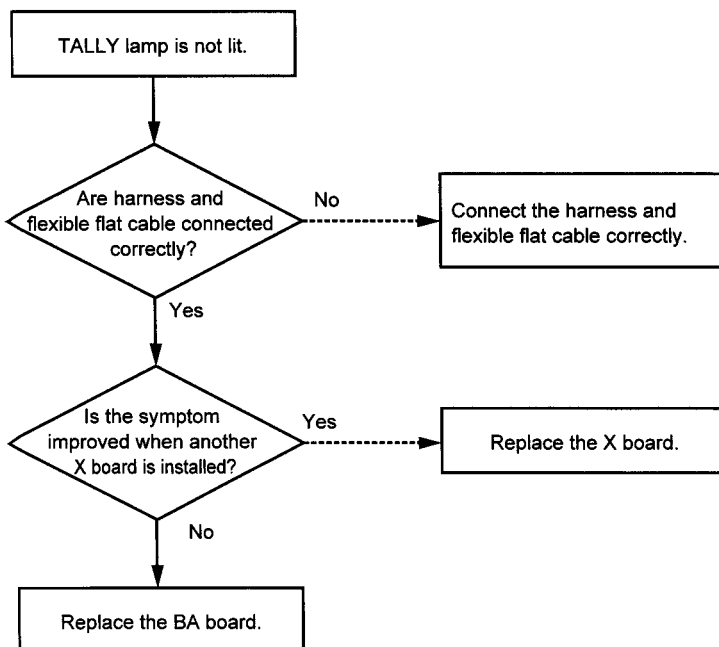 TALLY lamp is not lit.
Are harness and
flexible flat cable connected
correctly?
No
Connect the harness and
flexible flat cable correctly.
Yes
Is the symptom
improved when another
X board is installed?
Yes
Replace the X board.
No
Replace the BA board.